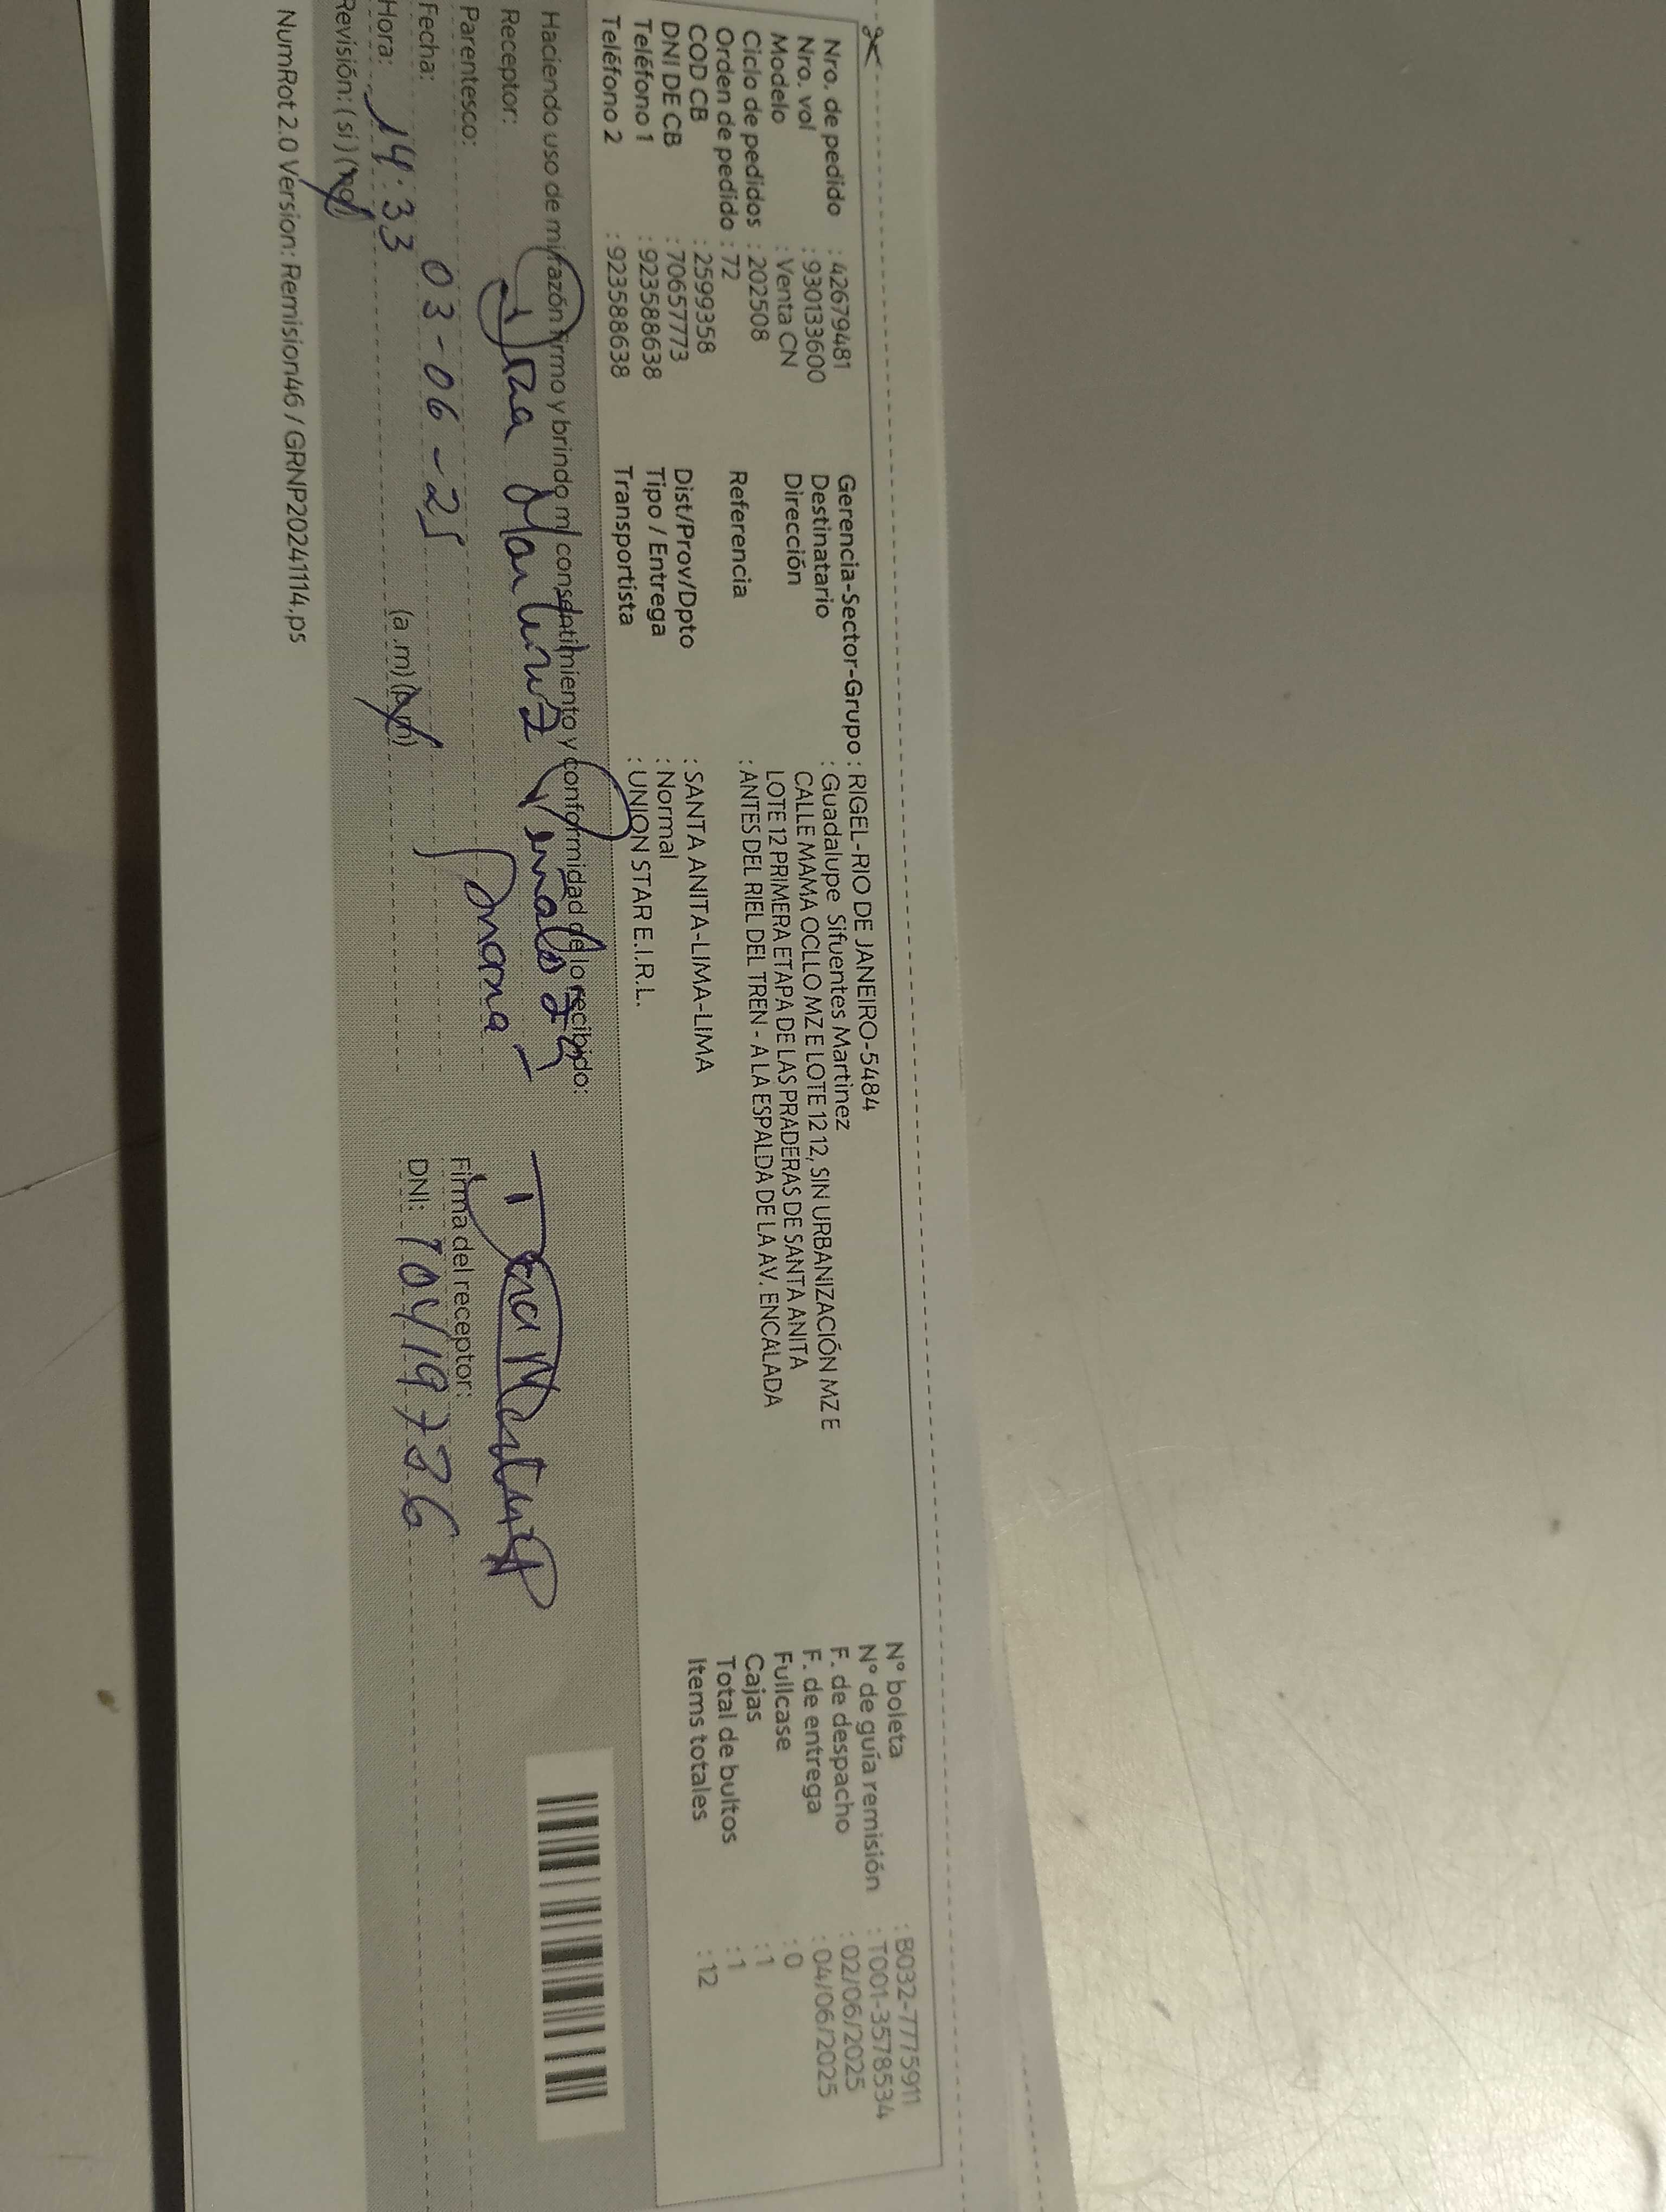 Nro. de pedido : 42679481
Nro. vol : 9301133600
Modelo : Venta CN
Ciclo de pedidos : 202508
Orden de pedido : 72
COD CB : 2599358
DNI DE CB : 70657773
Teléfono 1 : 923588638
Teléfono 2 : 923588638
Gerencia-Sector-Grupo : RIGEL-RIO DE JANEIRO-5484
Destinatario : Guadalupe Sifuentes Martinez
Dirección CALLE MAMA OCLLO MZ E LOTE 12 12, SIN URBANIZACIÓN MZ E
LOTE 12 PRIMERA ETAPA DE LAS PRADERAS DE SANTA ANITA
Referencia : ANTES DEL RIEL DEL TREN - A LA ESPALDA DE LA AV. ENCALADA
Dist/Prov/Dpto : SANTA ANITA-LIMA-LIMA
Tipo / Entrega : Normal
Transportista : UNION STAR E.I.R.L.
N° boleta : B032-7775911
N° de guía remisión : T001-3578534
F. de despacho : 02/06/2025
F. de entrega : 04/06/2025
Fullcase : 0
Cajas : 1
Total de bultos : 1
Items totales : 12
Haciendo uso de mi razón firmo y brindo mi consentimiento y conformidad de lo recibido:
Receptor:
Parentesco:
Fecha: 03-06-25
Hora: 14:33 (a.m) (p.m)
Revisión: (si) (no)
Firma del receptor:
DNI: 10419736
NumRot 2.0 Version: Remision46 / GRNP20241114.ps